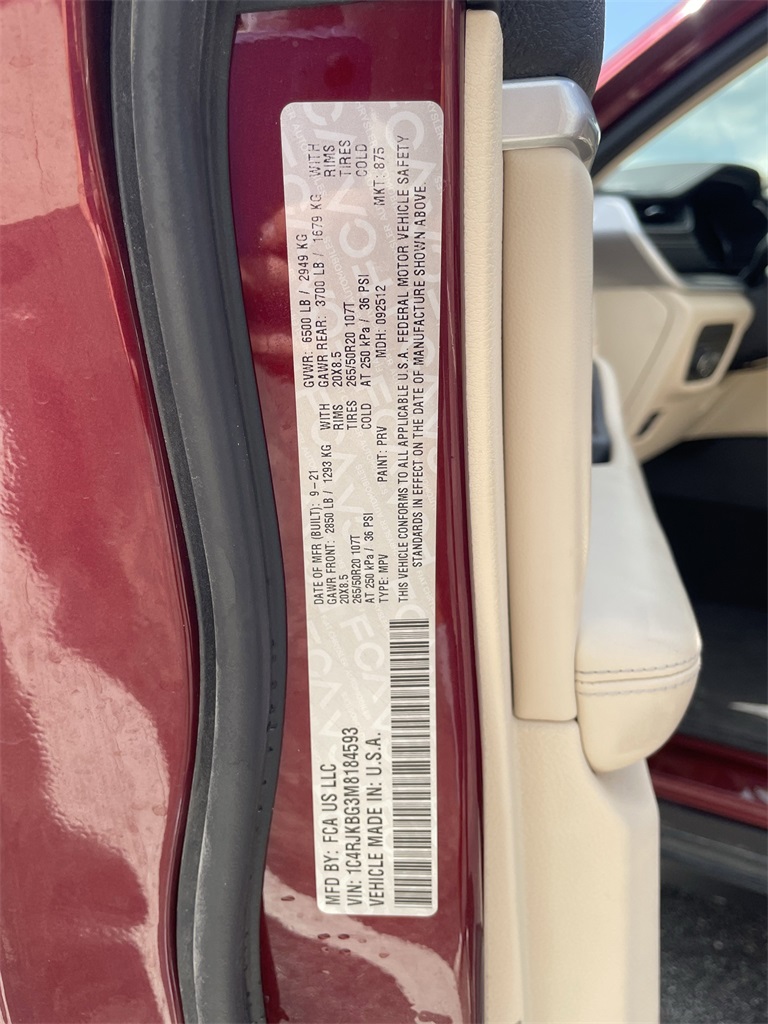 MFD BY: FCA US LLC
VIN: 1C4RJKBG3M8184593
VEHICLE MADE IN: U.S.A.
DATE OF MFR (BUILT): 9-21 GVWR: 6500 LB / 2949 KG
GAWR FRONT: 2850 LB / 1293 KG WITH GAWR REAR: 3700 LB / 1679 KG WITH
20X8.5 RIMS 20X8.5 RIMS
265/50R20 107T TIRES 265/50R20 107T TIRES
AT 250 kPa / 36 PSI COLD AT 250 kPa / 36 PSI COLD
TYPE: MPV PAINT: PRV MDH: 092512 MKT: 875
THIS VEHICLE CONFORMS TO ALL APPLICABLE U.S.A. FEDERAL MOTOR VEHICLE SAFETY
STANDARDS IN EFFECT ON THE DATE OF MANUFACTURE SHOWN ABOVE.